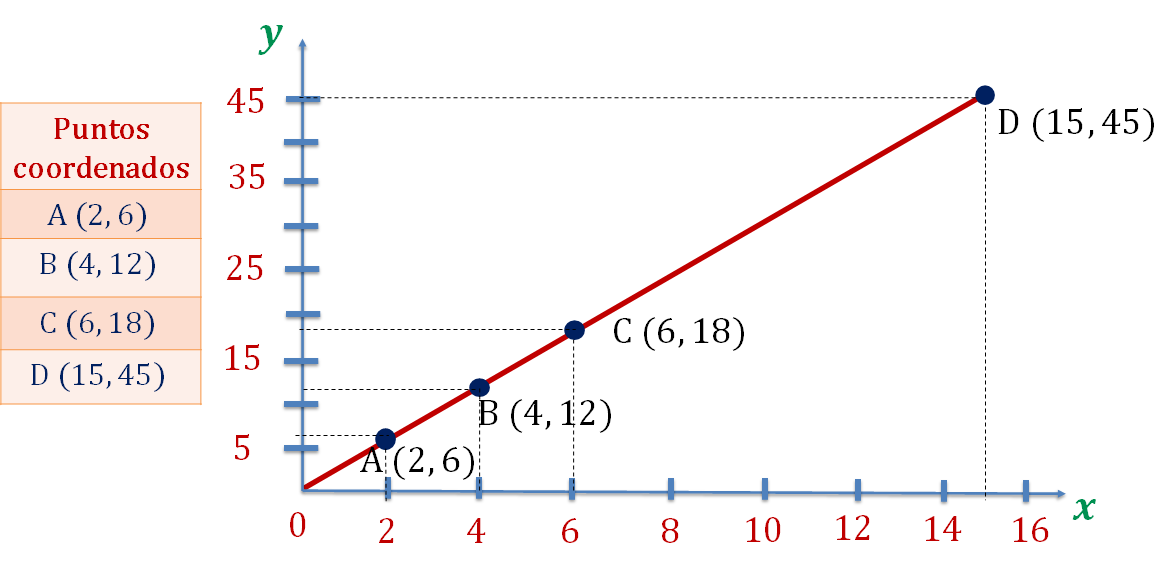 Puntos
coordenados
A (2, 6)
B (4, 12)
C (6, 18)
D (15, 45)
y
45
35
25
15
5
D (15, 45)
C (6, 18)
B (4, 12)
A (2, 6)
0 2 4 6 8 10 12 14 16
x